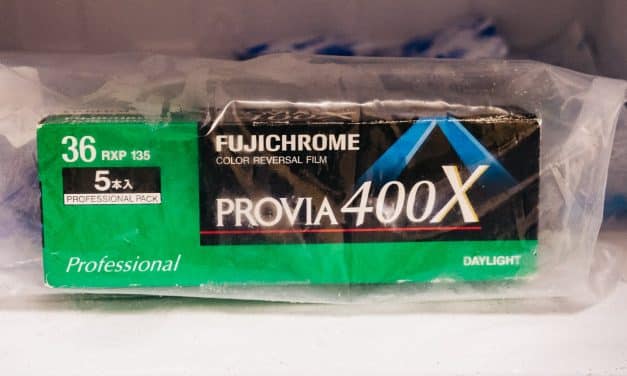 36 RXP 135
5本入
PROFESSIONAL PACK
Professional
FUJICHROME
COLOR REVERSAL FILM
PROVIA 400X
DAYLIGHT